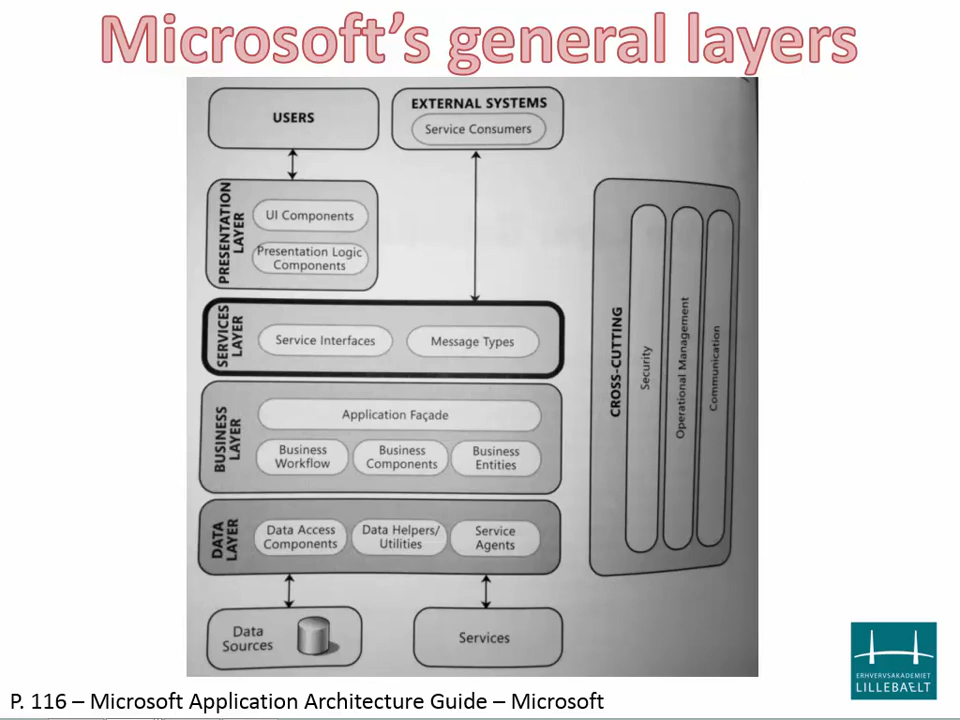 Microsoft's general layers
USERS
EXTERNAL SYSTEMS
Service Consumers
PRESENTATION
LAYER
UI Components
Presentation Logic
Components
SERVICES
LAYER
Service Interfaces
Message Types
BUSINESS
LAYER
Application Façade
Business
Workflow
Business
Components
Business
Entities
DATA
LAYER
Data Access
Components
Data Helpers/
Utilities
Service
Agents
Data
Sources
Services
CROSS-CUTTING
Security
Operational Management
Communication
ERHVERVSAKADEMIET
LILLEBAELT
P. 116 – Microsoft Application Architecture Guide – Microsoft